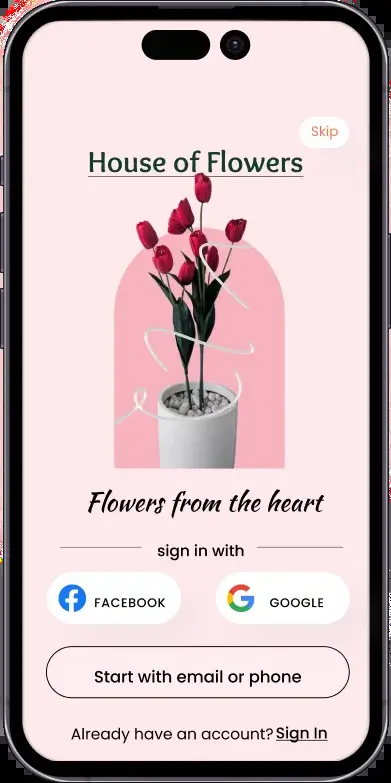 Skip
House of Flowers
Flowers from the heart
sign in with
FACEBOOK GOOGLE
Start with email or phone
Already have an account? Sign In